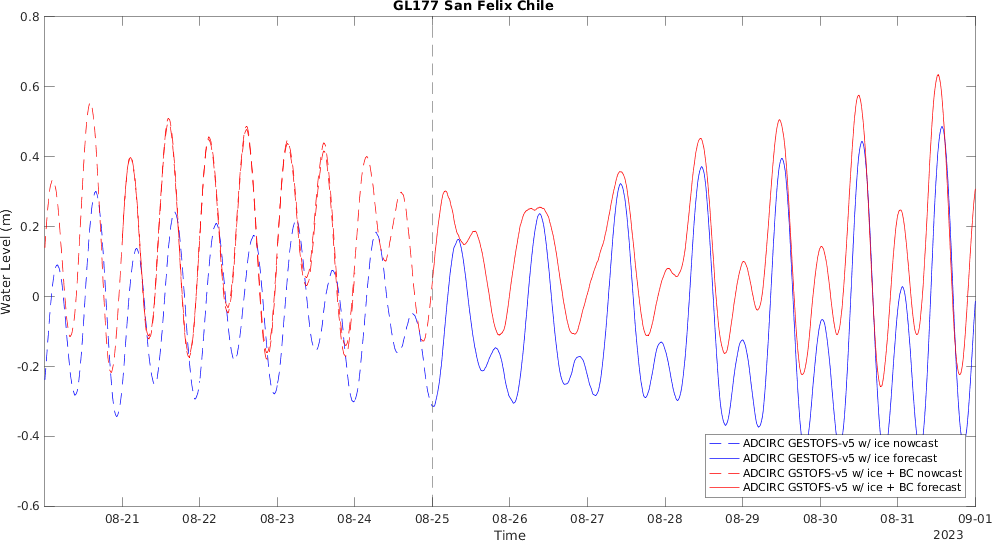 GL177 San Felix Chile
0.8
0.6
0.4
0.2
0
-0.2
-0.4
-0.6
Water Level (m)
ADCIRC GESTOFS-v5 w/ ice nowcast
ADCIRC GESTOFS-v5 w/ ice forecast
ADCIRC GSTOFS-v5 w/ ice + BC nowcast
ADCIRC GSTOFS-v5 w/ ice + BC forecast
08-21 08-22 08-23 08-24 08-25 08-26 08-27 08-28 08-29 08-30 08-31 09-01
Time
2023